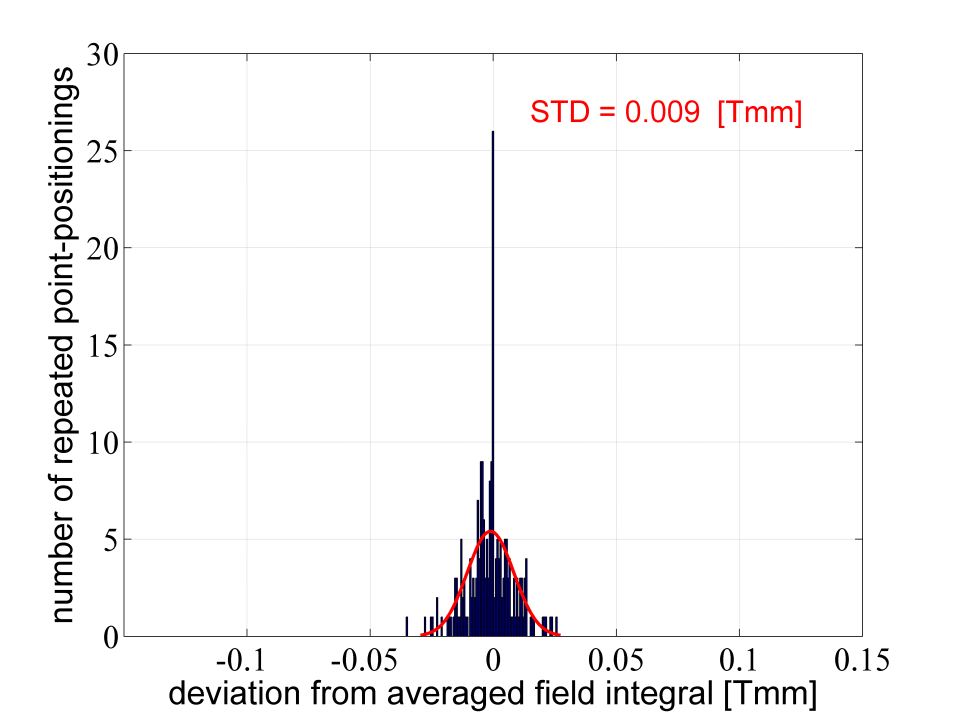 30
STD = 0.009 [Tmm]
25
20
15
10
5
0
number of repeated point-positionings
-0.1 -0.05 0 0.05 0.1 0.15
deviation from averaged field integral [Tmm]